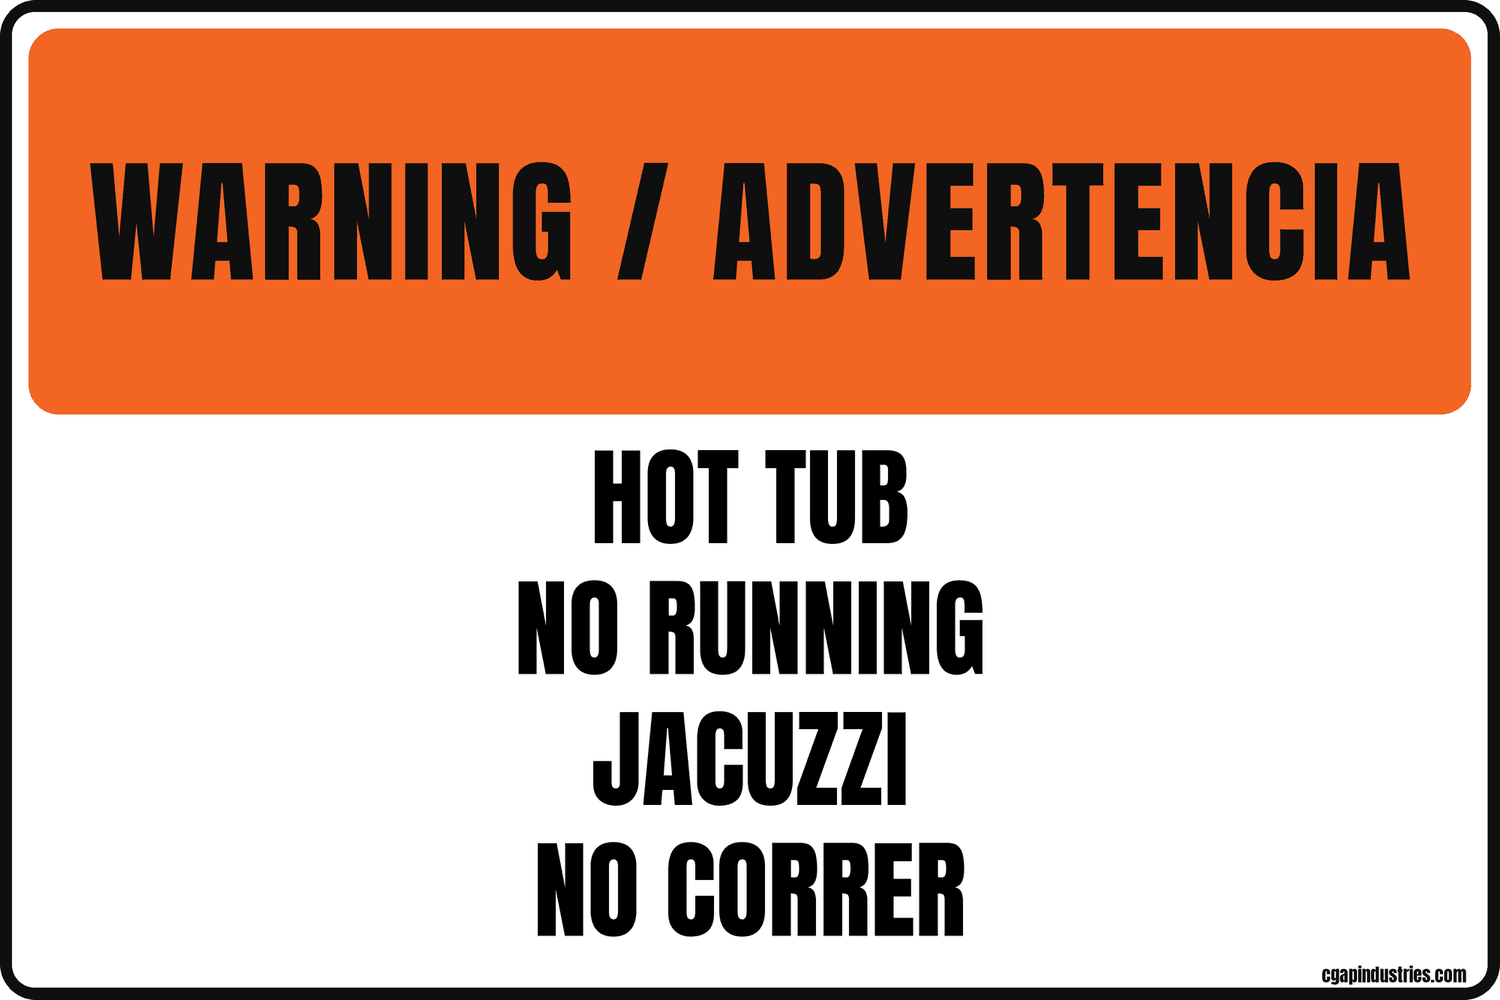 WARNING / ADVERTENCIA
HOT TUB
NO RUNNING
JACUZZI
NO CORRER
cgapindustries.com